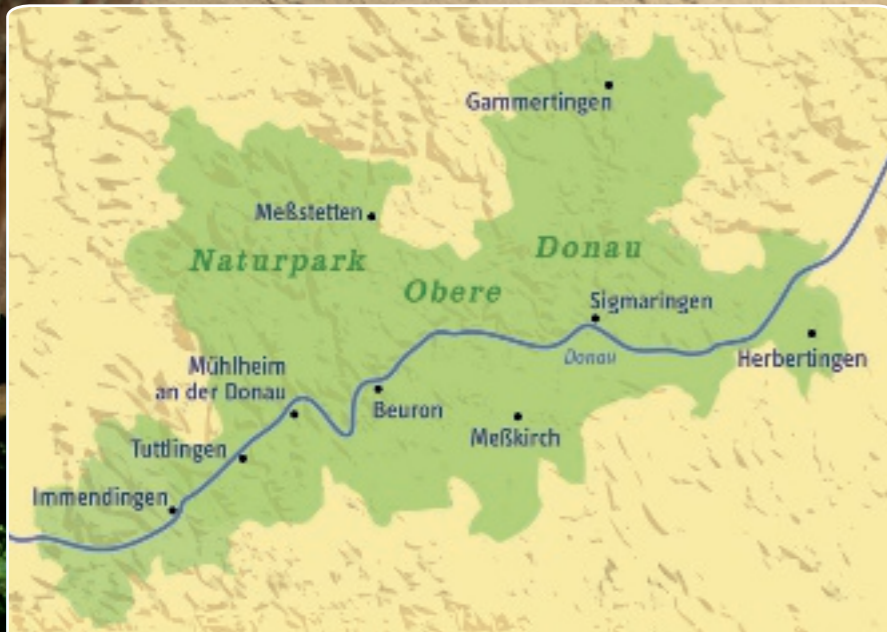 Gammertingen
Meßstetten
Naturpark
Obere
Donau
Sigmaringen
Donau
Herbertingen
Mühlheim
an der Donau
Beuron
Meßkirch
Tuttlingen
Immendingen